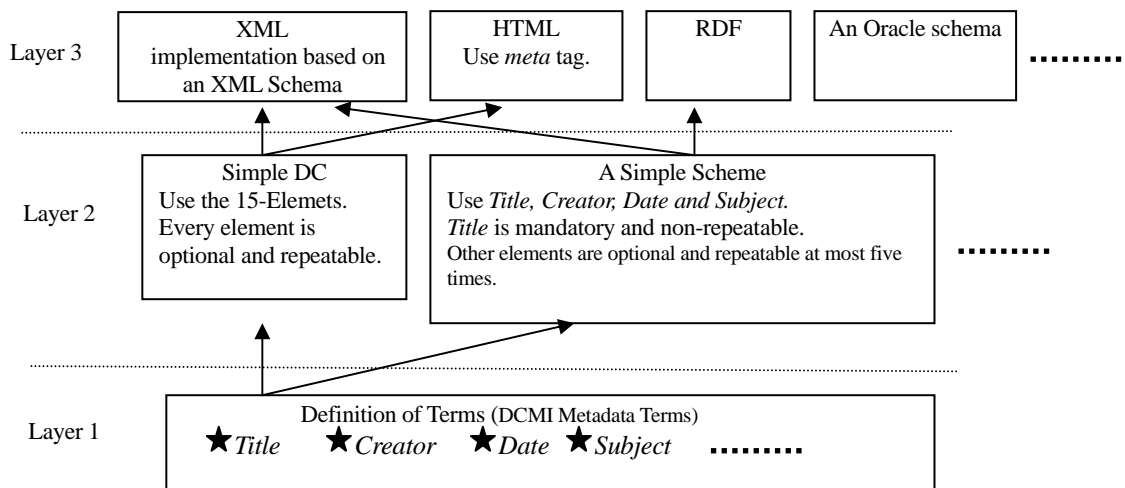 XML
implementation based on
an XML Schema
HTML
Use meta tag.
RDF
An Oracle schema
Layer 3
Simple DC
Use the 15-Elemets.
Every element is
optional and repeatable.
A Simple Scheme
Use Title, Creator, Date and Subject.
Title is mandatory and non-repeatable.
Other elements are optional and repeatable at most five
times.
Layer 2
Definition of Terms (DCMI Metadata Terms)
Layer 1
Title Creator Date Subject